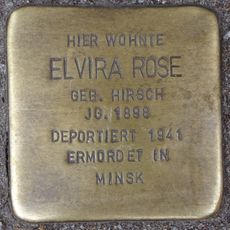 HIER WOHNTE
ELVIRA ROSE
GEB. HIRSCH
JG. 1898
DEPORTIERT 1941
ERMORDET IN
MINSK